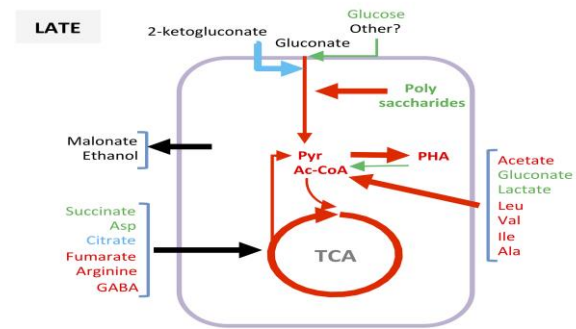 LATE
Glucose
Other?
2-ketogluconate
Gluconate
Poly
saccharides
Malonate
Ethanol
Pyr
Ac-CoA
PHA
Acetate
Gluconate
Lactate
Leu
Val
Ile
Ala
Succinate
Asp
Citrate
Fumarate
Arginine
GABA
TCA